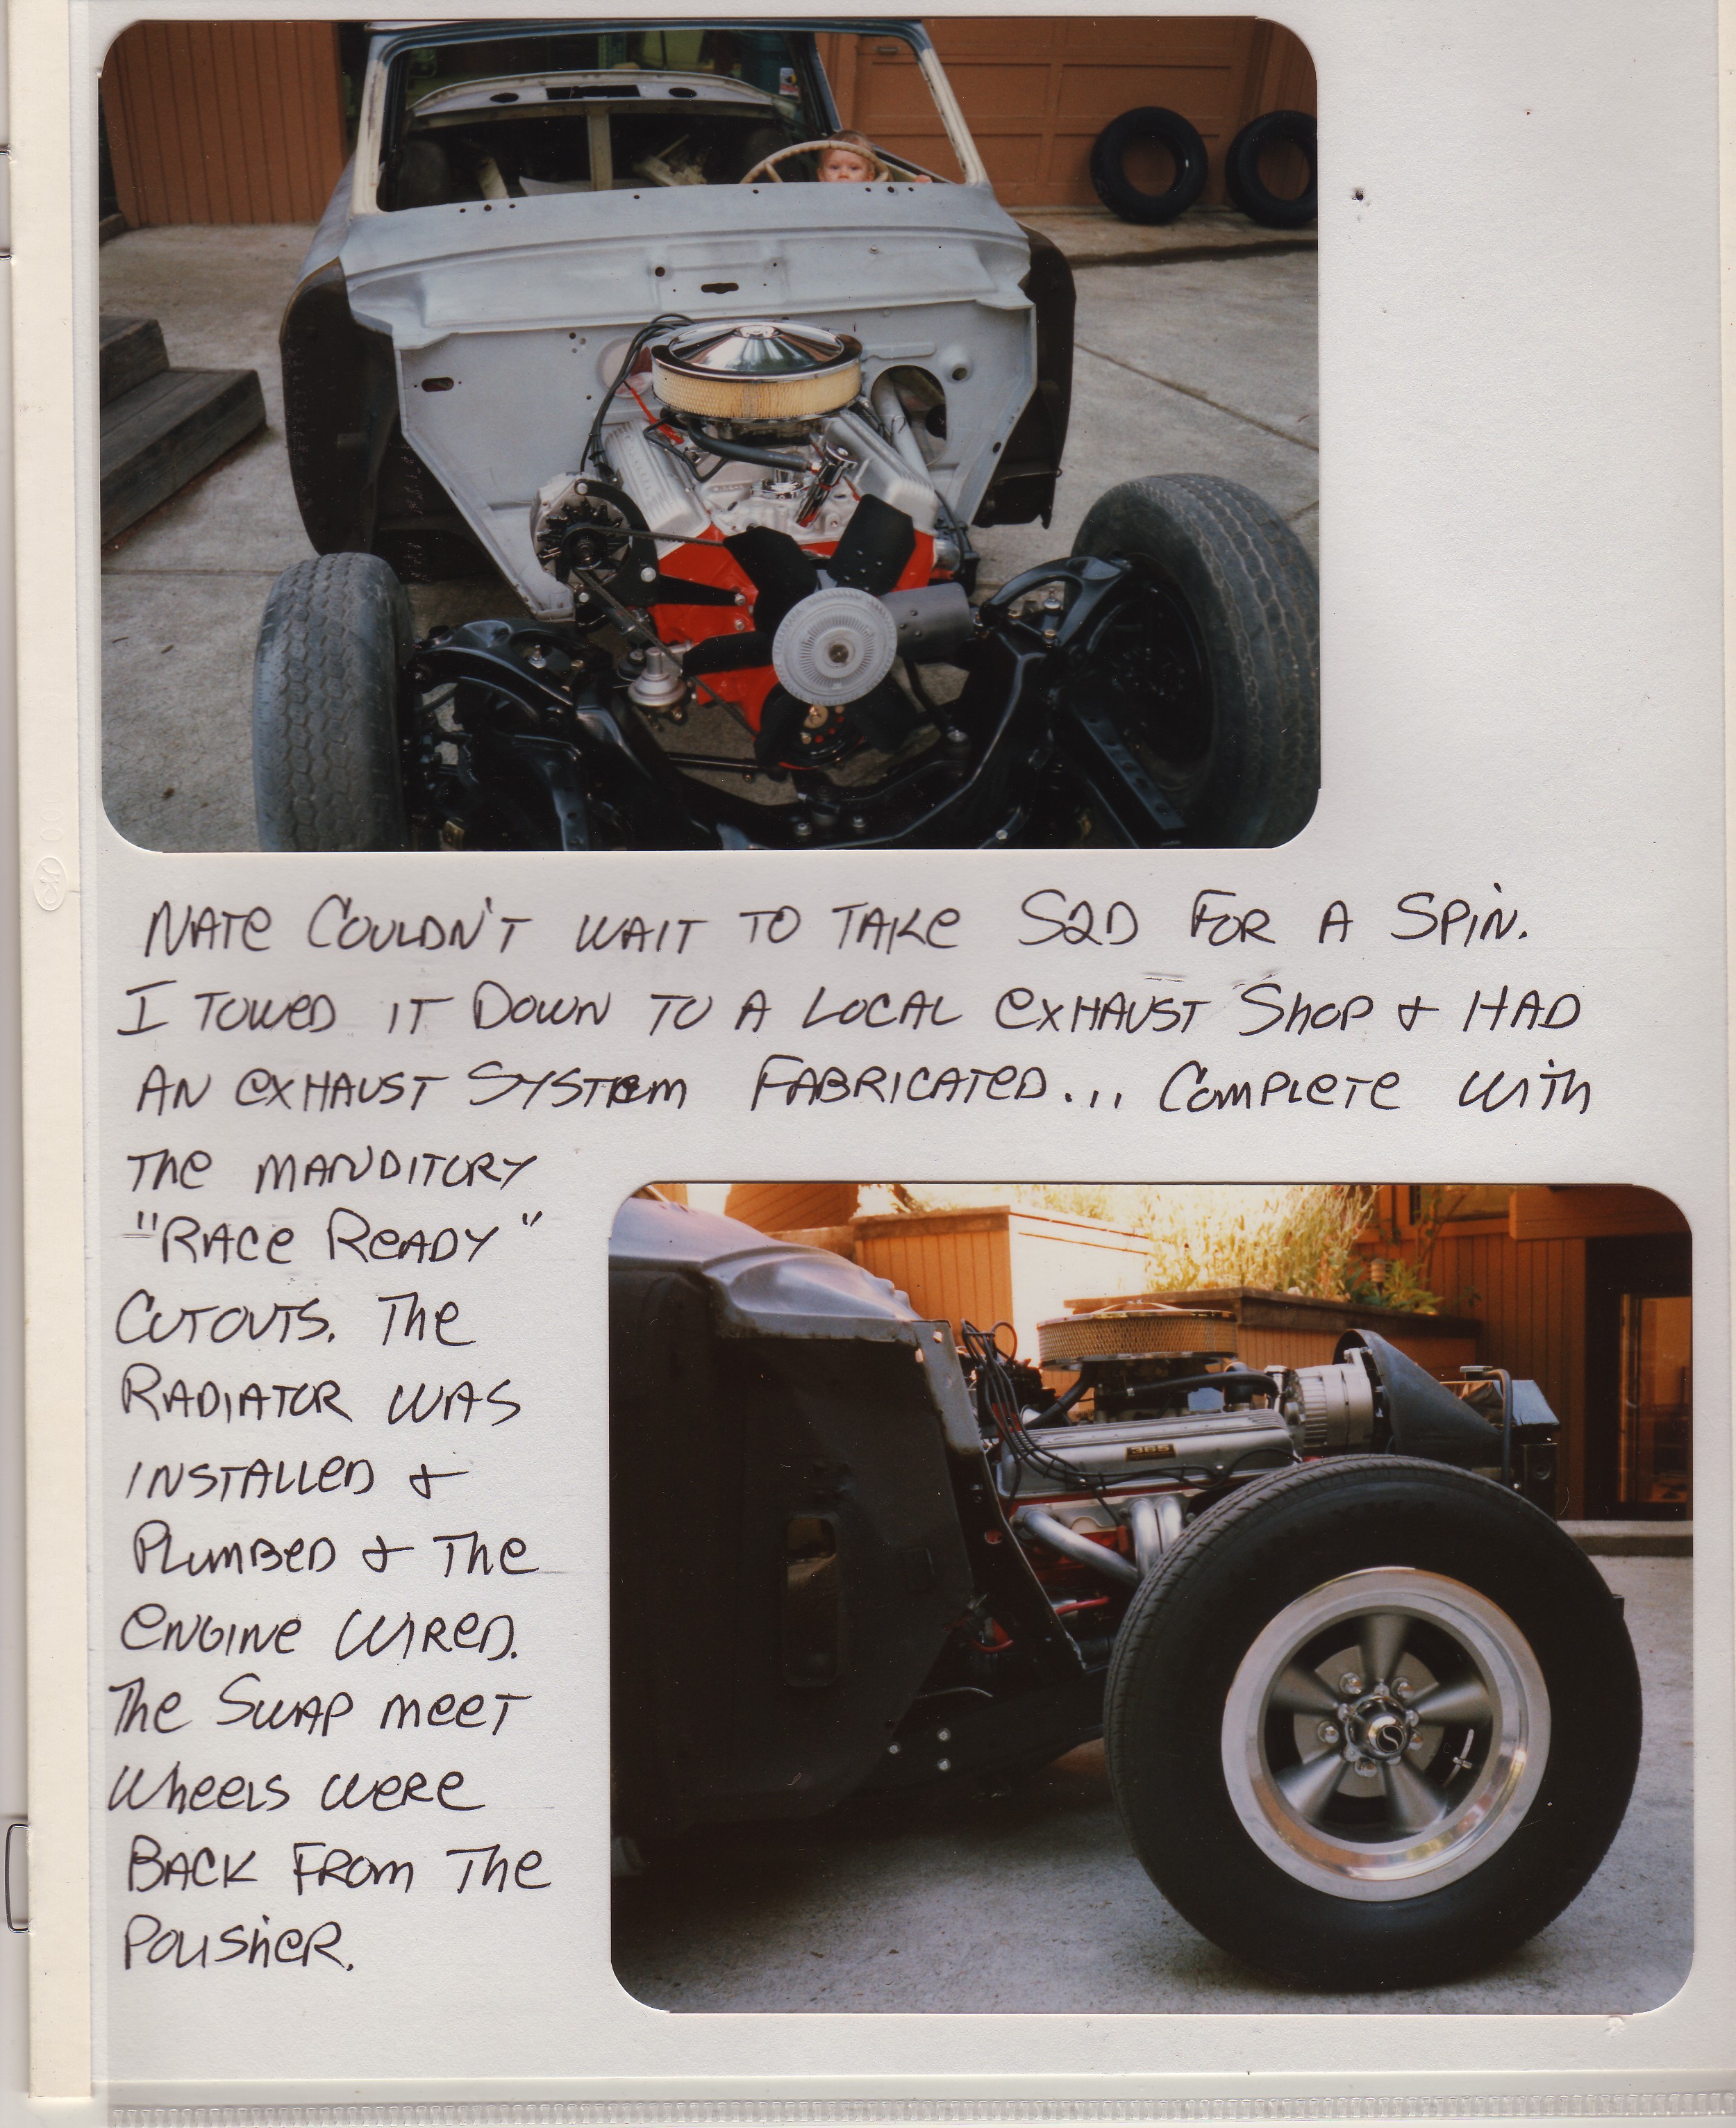 NATE COULDN'T WAIT TO TAKE S2D FOR A SPIN.
I TOWED IT DOWN TO A LOCAL EXHAUST SHOP & HAD
AN EXHAUST SYSTEM FABRICATED... COMPLETE WITH
THE MANDITORY
"RACE READY"
CUTOUTS. THE
RADIATOR WAS
INSTALLED &
PLUMBED & THE
ENGINE WIRED.
THE SWAP MEET
WHEELS WERE
BACK FROM THE
POLISHER.
365
S